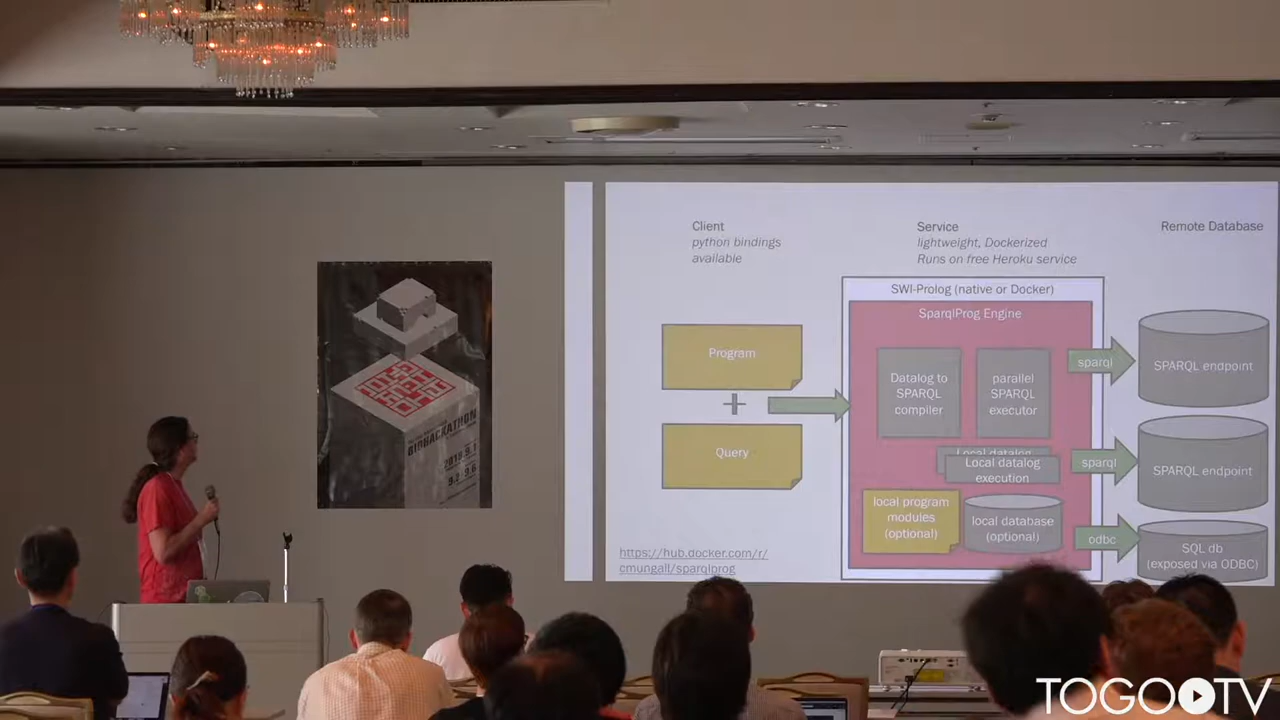 Client
python bindings
available
Service
lightweight, Dockerized
Runs on free Heroku service
Remote Database
SWI-Prolog (native or Docker)
SparqlProg Engine
Program
+
Query
Datalog to
SPARQL
compiler
parallel
SPARQL
executor
Local datalog
Local datalog
execution
local program
modules
(optional)
local database
(optional)
sparql
sparql
odbc
SPARQL endpoint
SPARQL endpoint
SQL db
(exposed via ODBC)
https://hub.docker.com/r/
cmungall/sparqlprog
BIOHACKATHON
TOGOTV